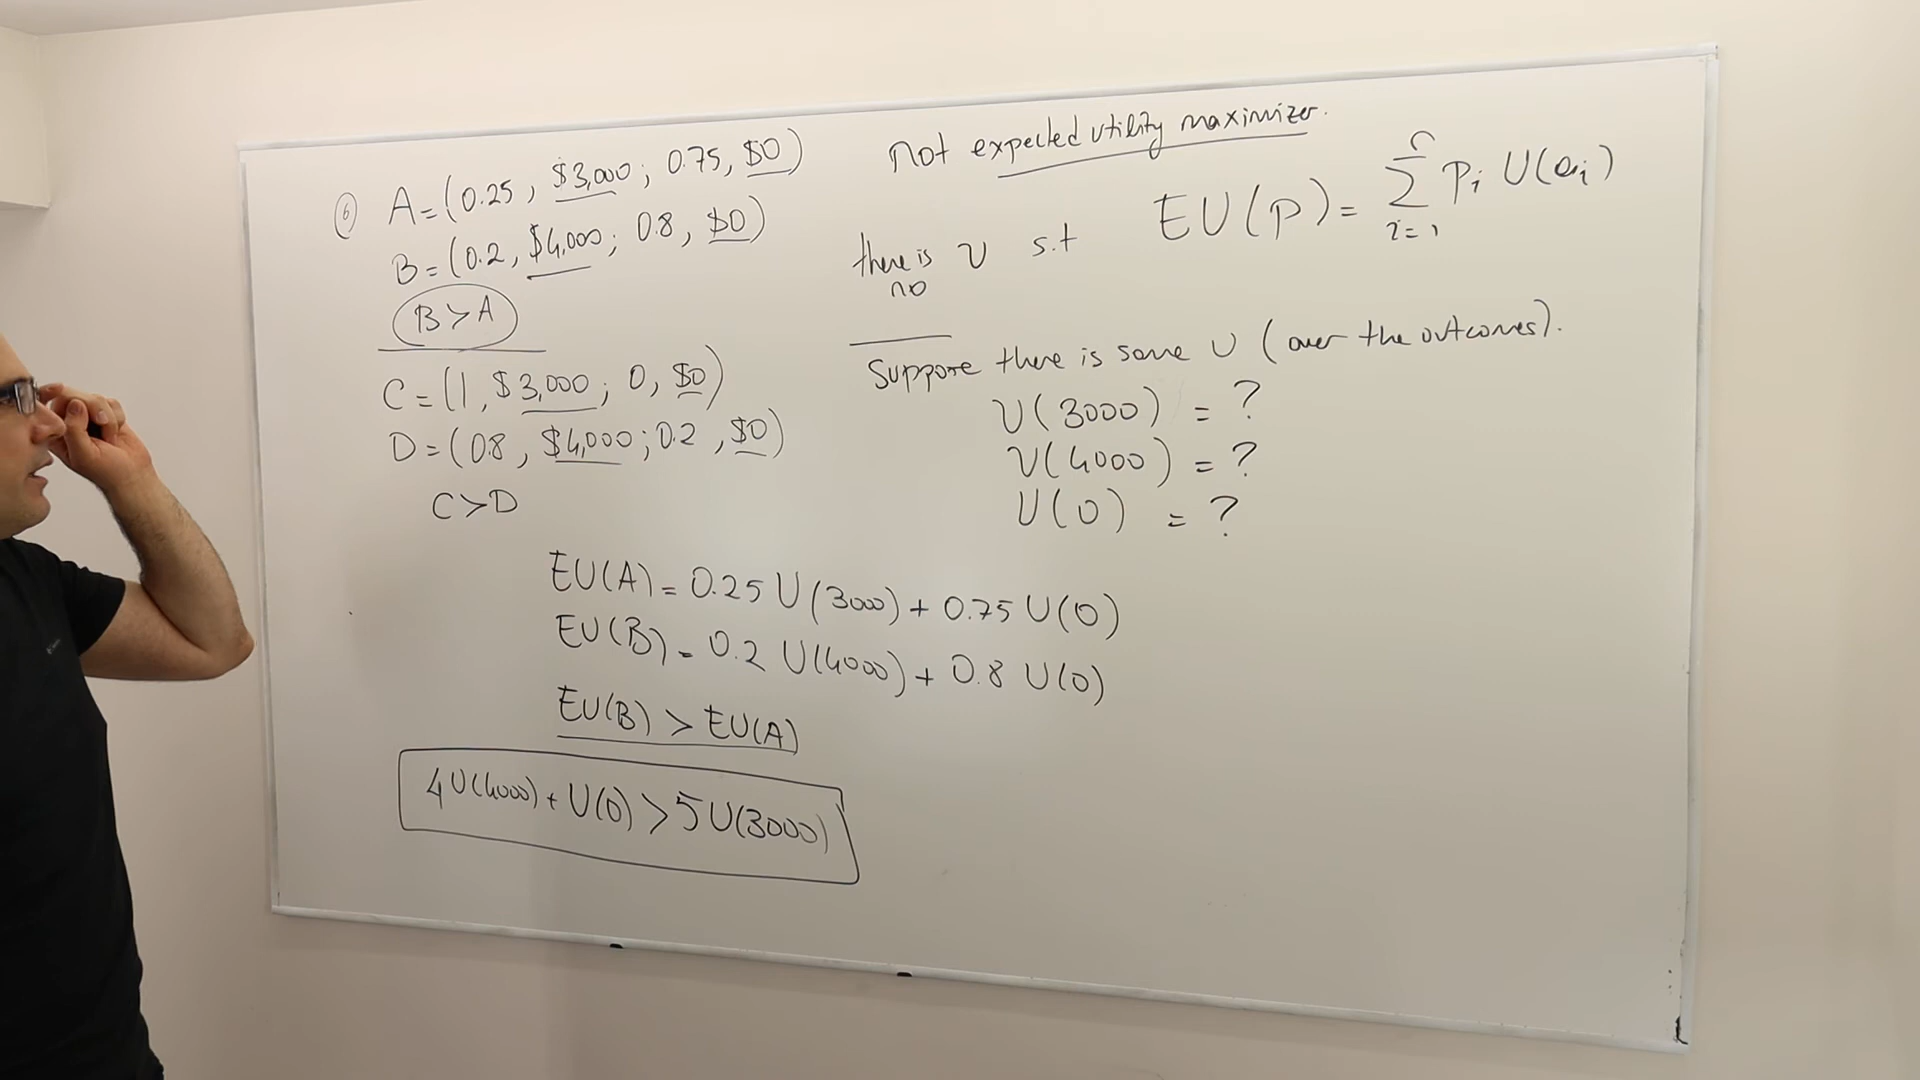 ⑥ A = (0.25, $3,000; 0.75, $0)
B = (0.2, $4,000; 0.8, $0)
B > A
C = (1, $3,000; 0, $0)
D = (0.8, $4,000; 0.2, $0)
C > D
not expected utility maximizer.
there is no U s.t EU(p) = ∑ᵢ₌₁ⁿ pᵢ U(aᵢ)
Suppose there is some U (over the outcomes).
U(3000) = ?
U(4000) = ?
U(0) = ?
EU(A) = 0.25 U(3000) + 0.75 U(0)
EU(B) = 0.2 U(4000) + 0.8 U(0)
EU(B) > EU(A)
4U(4000) + U(0) > 5U(3000)